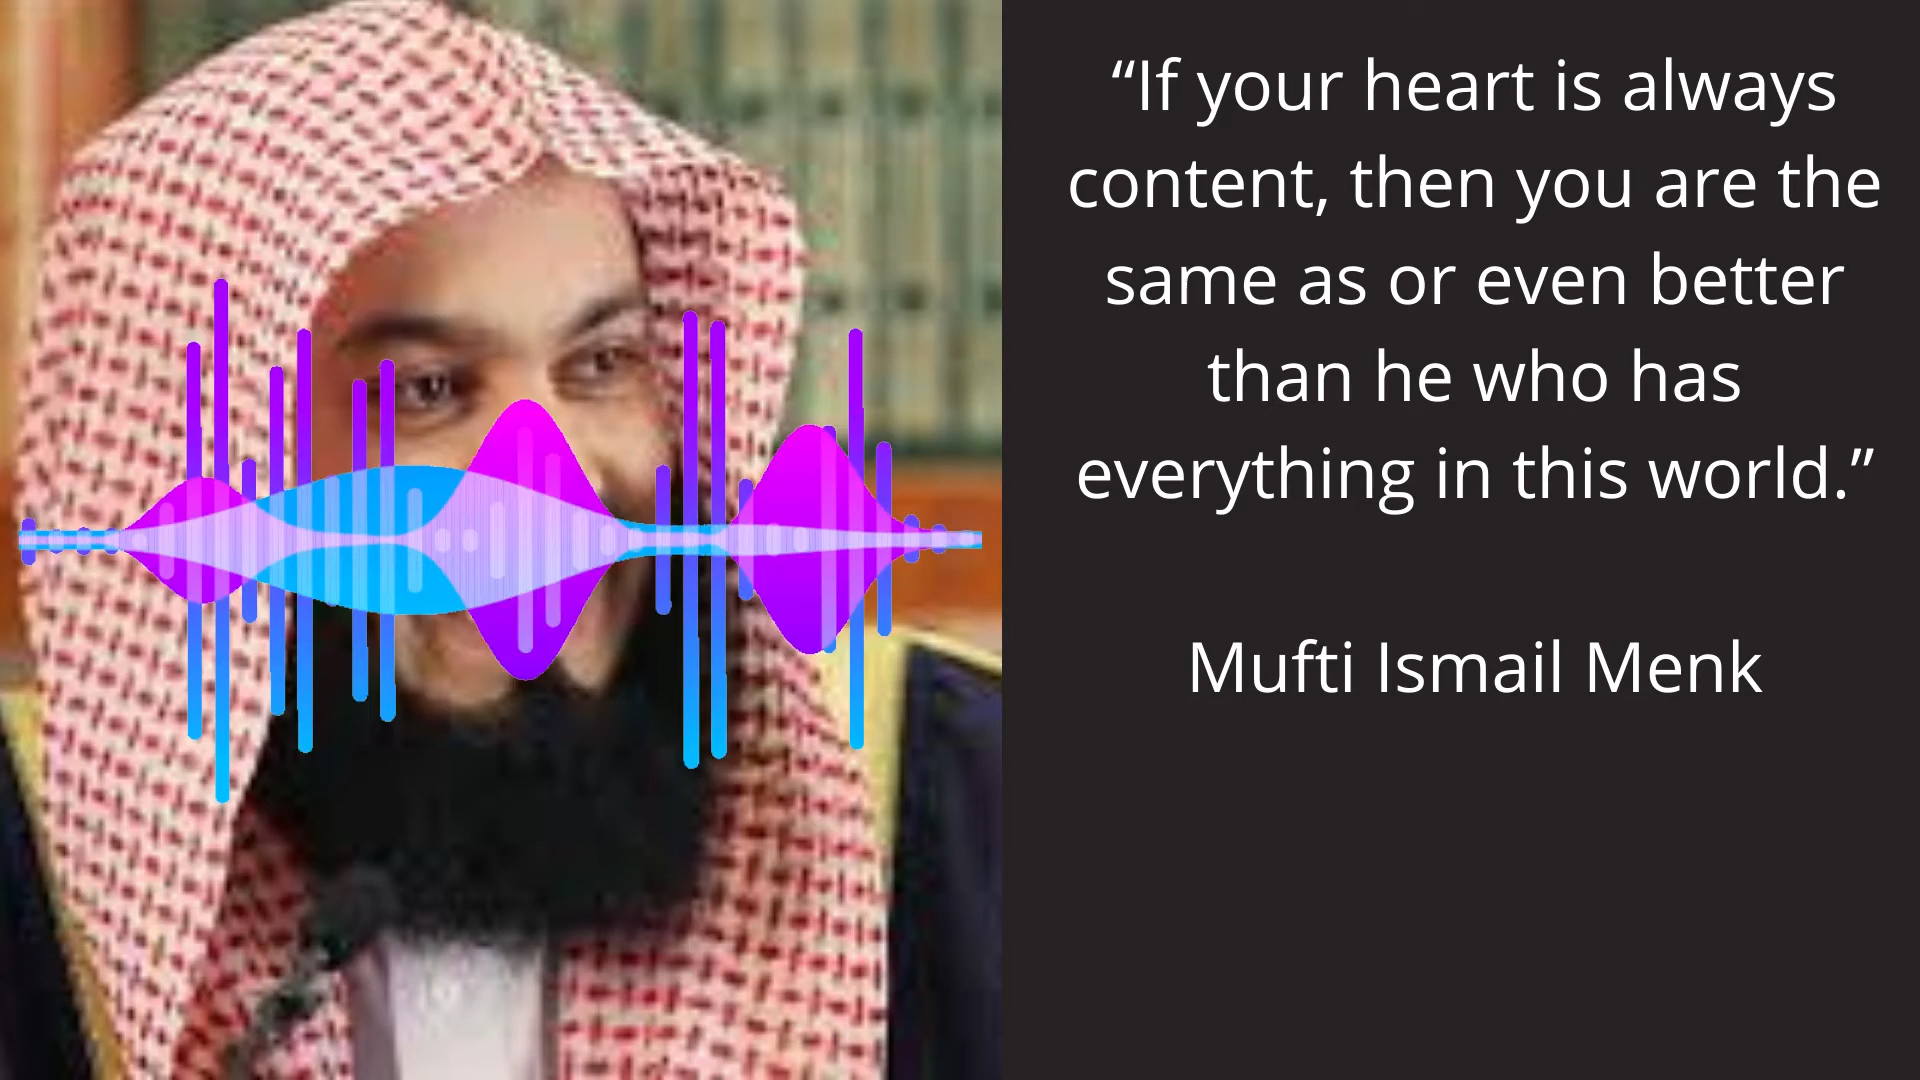 “If your heart is always
content, then you are the
same as or even better
than he who has
everything in this world.”
Mufti Ismail Menk